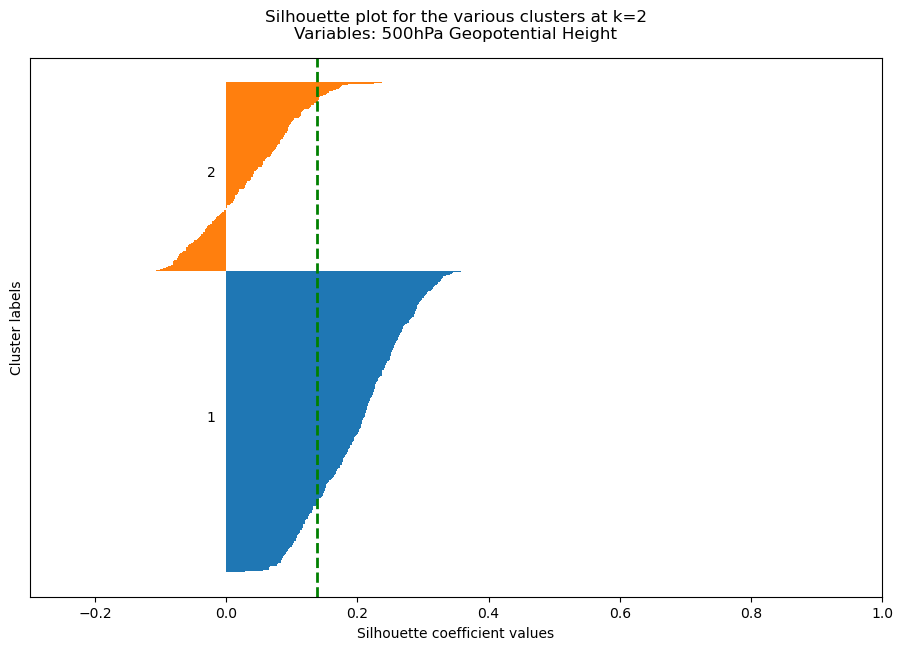 Silhouette plot for the various clusters at k=2
Variables: 500hPa Geopotential Height
2
1
Cluster labels
−0.2 0.0 0.2 0.4 0.6 0.8 1.0
Silhouette coefficient values